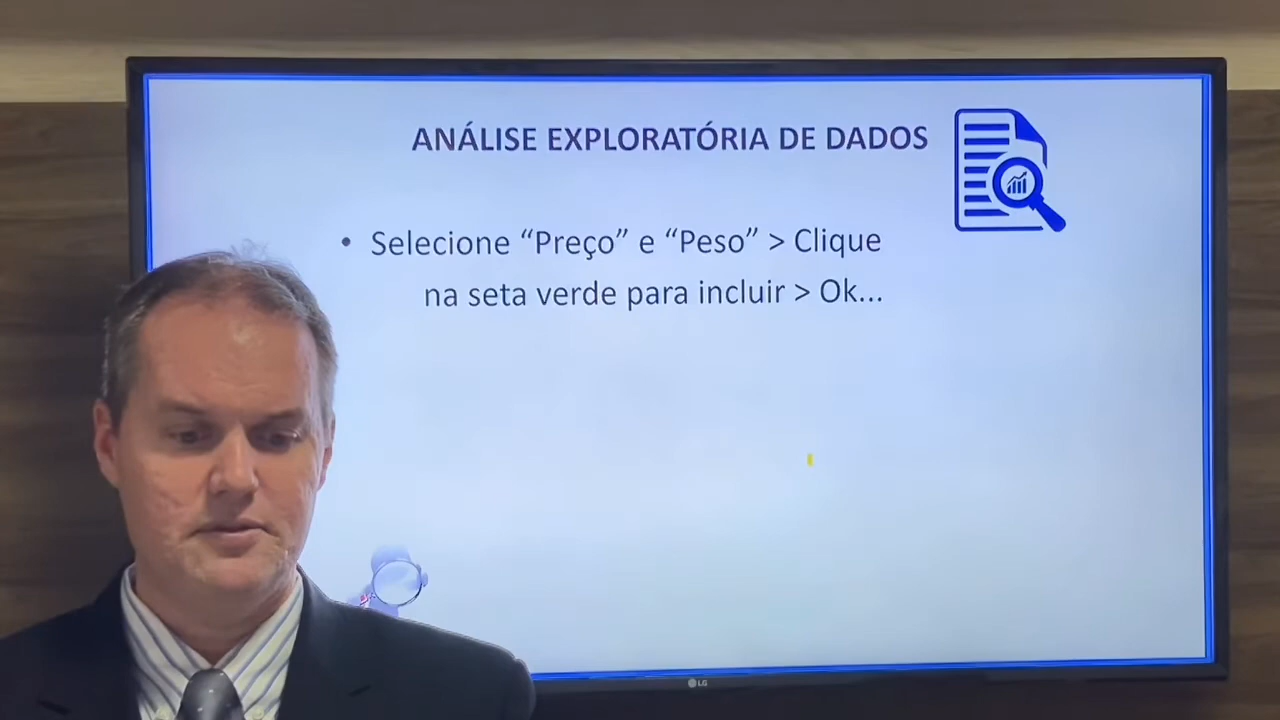 ANÁLISE EXPLORATÓRIA DE DADOS
• Selecione “Preço” e “Peso” > Clique
na seta verde para incluir > Ok...
LG